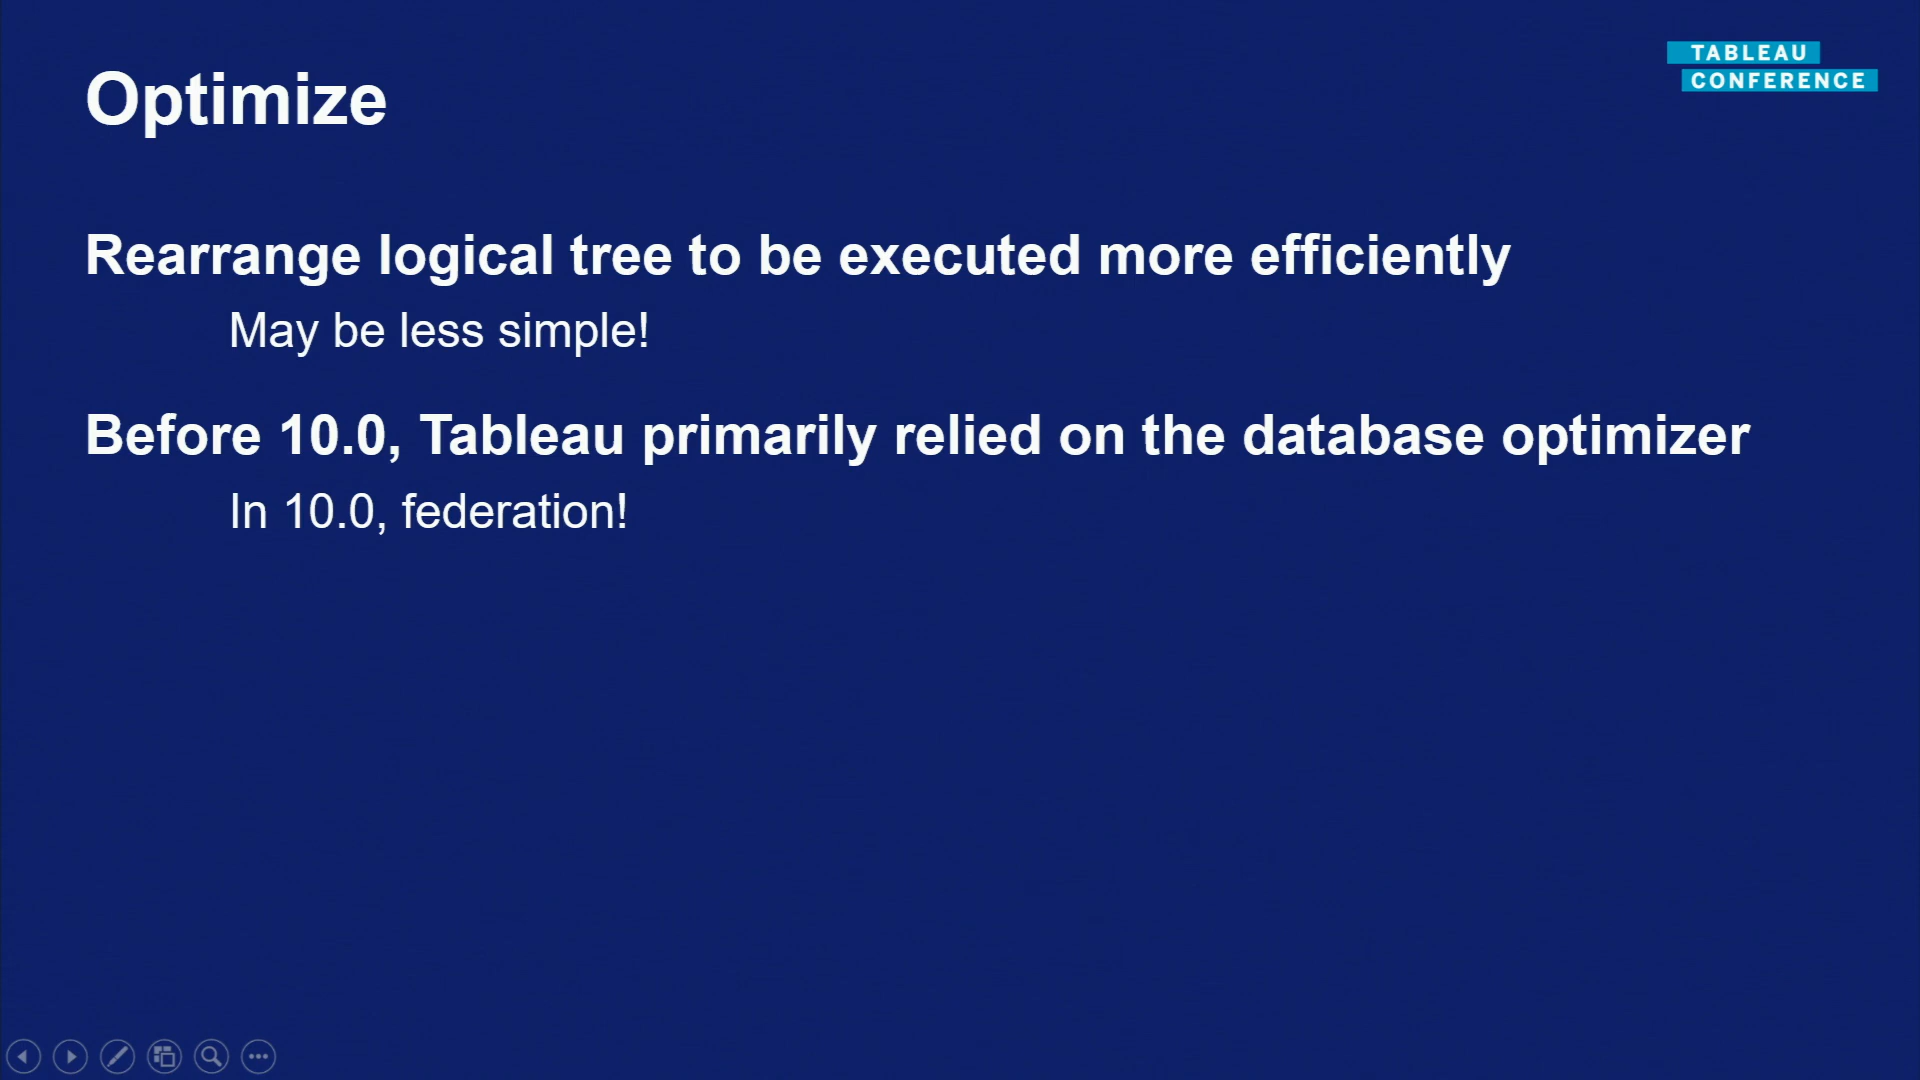 TABLEAU
CONFERENCE
Optimize
Rearrange logical tree to be executed more efficiently
May be less simple!
Before 10.0, Tableau primarily relied on the database optimizer
In 10.0, federation!